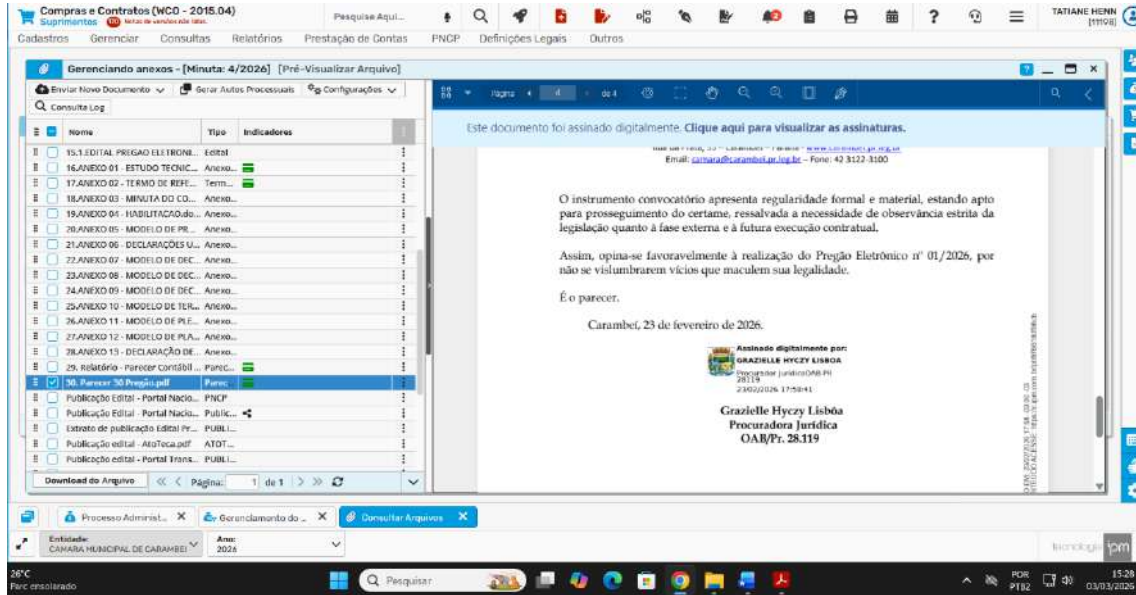 Compras e Contratos (WCO - 2015.04)
Suprimentos
Pesquise Aqui...
TATIANE HENN
[11108]
Cadastros Gerenciar Consultas Relatórios Prestação de Contas PNCP Definições Legais Outros
Gerenciando anexos - [Minuta: 4/2026] [Pré-Visualizar Arquivo]
Enviar Novo Documento Gerar Autos Processuais Configurações
Consulta Log
Nome Tipo Indicadores
15.1.EDITAL PREGAO ELETRONI... Edital
16.ANEXO 01 - ESTUDO TECNIC... Anexo...
17.ANEXO 02 - TERMO DE REFE... Term...
18.ANEXO 03 - MINUTA DO CO... Anexo...
19.ANEXO 04 - HABILITACAO.do... Anexo...
20.ANEXO 05 - MODELO DE PR... Anexo...
21.ANEXO 06 - DECLARAÇÕES U... Anexo...
22.ANEXO 07 - MODELO DE DEC... Anexo...
23.ANEXO 08 - MODELO DE DEC... Anexo...
24.ANEXO 09 - MODELO DE DEC... Anexo...
25.ANEXO 10 - MODELO DE TER... Anexo...
26.ANEXO 11 - MODELO DE PLE... Anexo...
27.ANEXO 12 - MODELO DE PLA... Anexo...
28.ANEXO 13 - DECLARAÇÃO DE... Anexo...
29. Relatório - Parecer Contábil ... Parec...
30. Parecer 30 Pregão.pdf Parec...
Publicação Edital - Portal Nacio... PNCP
Publicação Edital - Portal Nacio... Public...
Extrato de publicação Edital Pr... PUBLI...
Publicação edital - AtoTeca.pdf ATOT...
Publicação edital - Portal Trans... PUBLI...
Download do Arquivo Página: 1 de 1
Página 4 de 4
Este documento foi assinado digitalmente. Clique aqui para visualizar as assinaturas.
Email: camara@carambei.pr.leg.br – Fone: 42 3122-3100
O instrumento convocatório apresenta regularidade formal e material, estando apto
para prosseguimento do certame, ressalvada a necessidade de observância estrita da
legislação quanto à fase externa e à futura execução contratual.
Assim, opina-se favoravelmente à realização do Pregão Eletrônico nº 01/2026, por
não se vislumbrarem vícios que maculem sua legalidade.
É o parecer.
Carambeí, 23 de fevereiro de 2026.
Assinado digitalmente por:
GRAZIELLE HYCZY LISBOA
Procurador jurídicoOAB-PR
28119
23/02/2026 17:58:41
Grazielle Hyczy Lisbôa
Procuradora Jurídica
OAB/Pr. 28.119
Processo Administ... Gerenciamento do ... Consultar Arquivos
Entidade:
CAMARA MUNICIPAL DE CARAMBEI
Ano:
2026
tecnologia ipm
26°C
Parc ensolarado
Pesquisar
POR
PTB2
15:28
03/03/2026